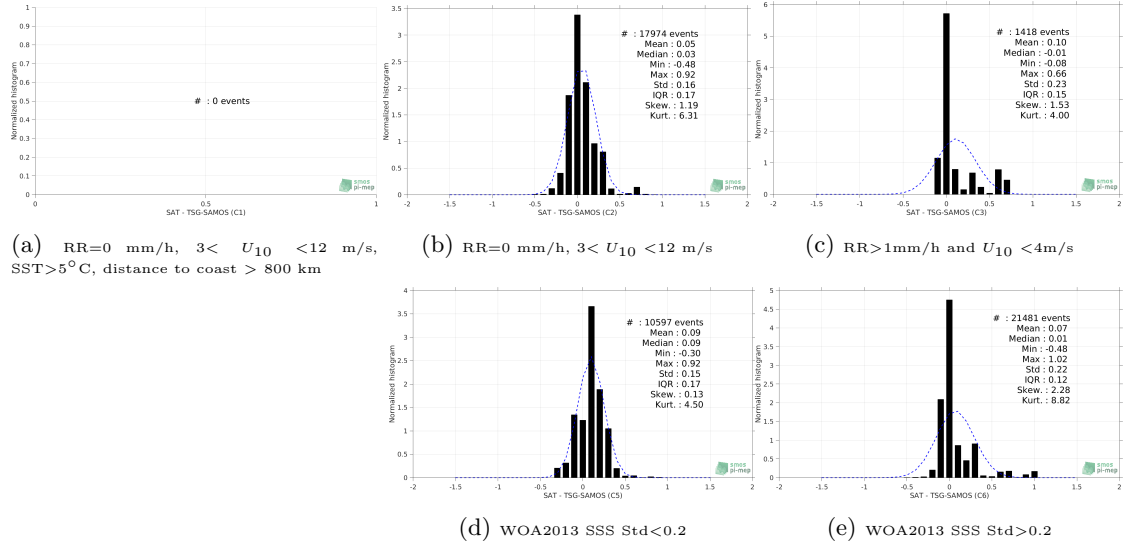 1
0.9
0.8
0.7
0.6
0.5
0.4
0.3
0.2
0.1
0
Normalized histogram
# : 0 events
smos
pi-mep
0 0.5 1
SAT - TSG-SAMOS (C1)
(a) RR=0 mm/h, 3< U10 <12 m/s,
SST>5°C, distance to coast > 800 km
3.5
3
2.5
2
1.5
1
0.5
0
Normalized histogram
# : 17974 events
Mean : 0.05
Median : 0.03
Min : -0.48
Max : 0.92
Std : 0.16
IQR : 0.17
Skew. : 1.19
Kurt. : 6.31
smos
pi-mep
-2 -1.5 -1 -0.5 0 0.5 1 1.5 2
SAT - TSG-SAMOS (C2)
(b) RR=0 mm/h, 3< U10 <12 m/s
6
5
4
3
2
1
0
Normalized histogram
# : 1418 events
Mean : 0.10
Median : -0.01
Min : -0.08
Max : 0.66
Std : 0.23
IQR : 0.15
Skew. : 1.53
Kurt. : 4.00
smos
pi-mep
-2 -1.5 -1 -0.5 0 0.5 1 1.5 2
SAT - TSG-SAMOS (C3)
(c) RR>1mm/h and U10 <4m/s
4
3.5
3
2.5
2
1.5
1
0.5
0
Normalized histogram
# : 10597 events
Mean : 0.09
Median : 0.09
Min : -0.30
Max : 0.92
Std : 0.15
IQR : 0.17
Skew. : 0.13
Kurt. : 4.50
smos
pi-mep
-2 -1.5 -1 -0.5 0 0.5 1 1.5 2
SAT - TSG-SAMOS (C5)
(d) WOA2013 SSS Std<0.2
5
4.5
4
3.5
3
2.5
2
1.5
1
0.5
0
Normalized histogram
# : 21481 events
Mean : 0.07
Median : 0.01
Min : -0.48
Max : 1.02
Std : 0.22
IQR : 0.12
Skew. : 2.28
Kurt. : 8.82
smos
pi-mep
-2 -1.5 -1 -0.5 0 0.5 1 1.5 2
SAT - TSG-SAMOS (C6)
(e) WOA2013 SSS Std>0.2